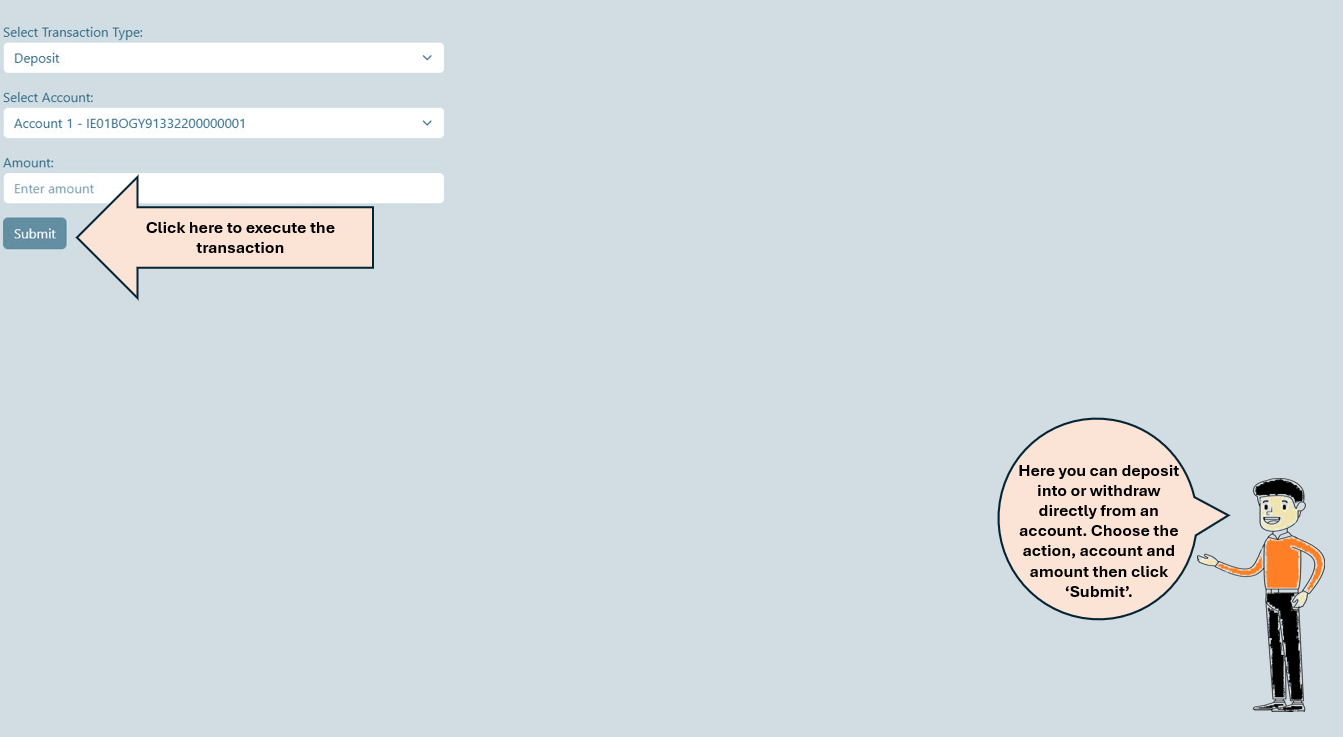 Select Transaction Type:
Deposit
Select Account:
Account 1 - IE01BOGY91332200000001
Amount:
Enter amount
Submit
Click here to execute the
transaction
Here you can deposit
into or withdraw
directly from an
account. Choose the
action, account and
amount then click
‘Submit’.